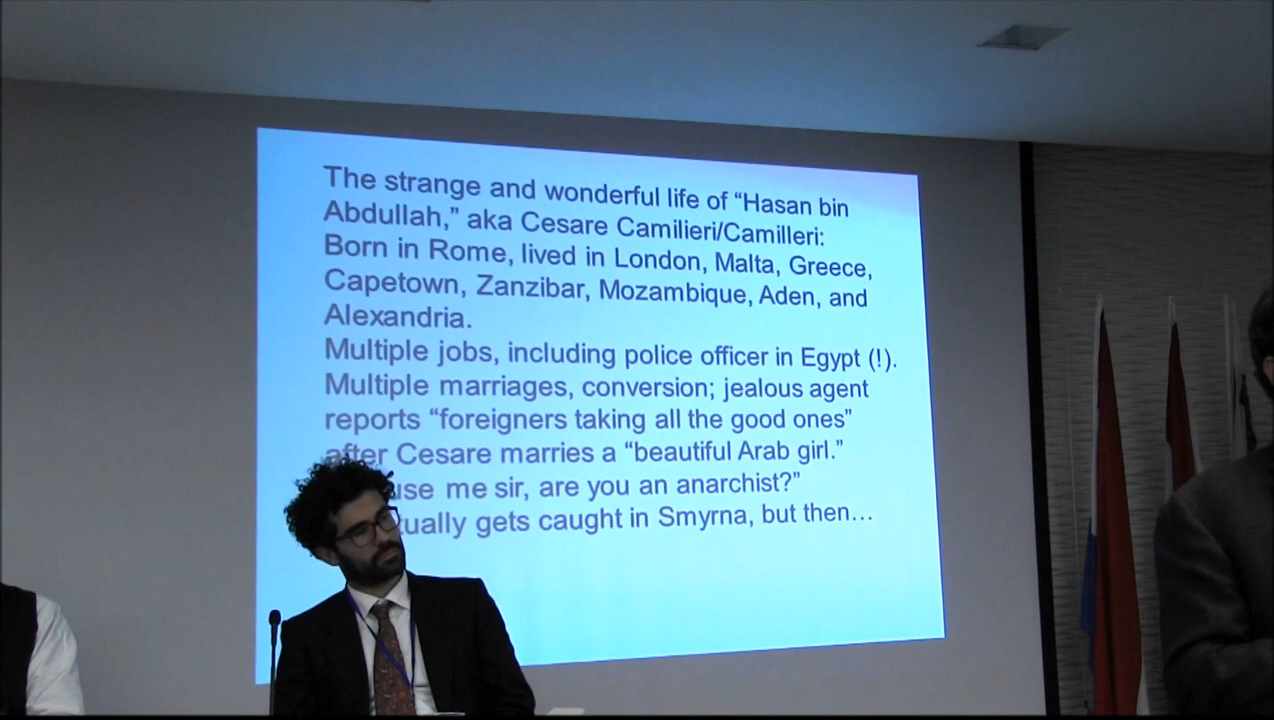 The strange and wonderful life of “Hasan bin
Abdullah,” aka Cesare Camilieri/Camilleri:
Born in Rome, lived in London, Malta, Greece,
Capetown, Zanzibar, Mozambique, Aden, and
Alexandria.
Multiple jobs, including police officer in Egypt (!).
Multiple marriages, conversion; jealous agent
reports “foreigners taking all the good ones”
after Cesare marries a “beautiful Arab girl.”
me sir, are you an anarchist?”
gets caught in Smyrna, but then…